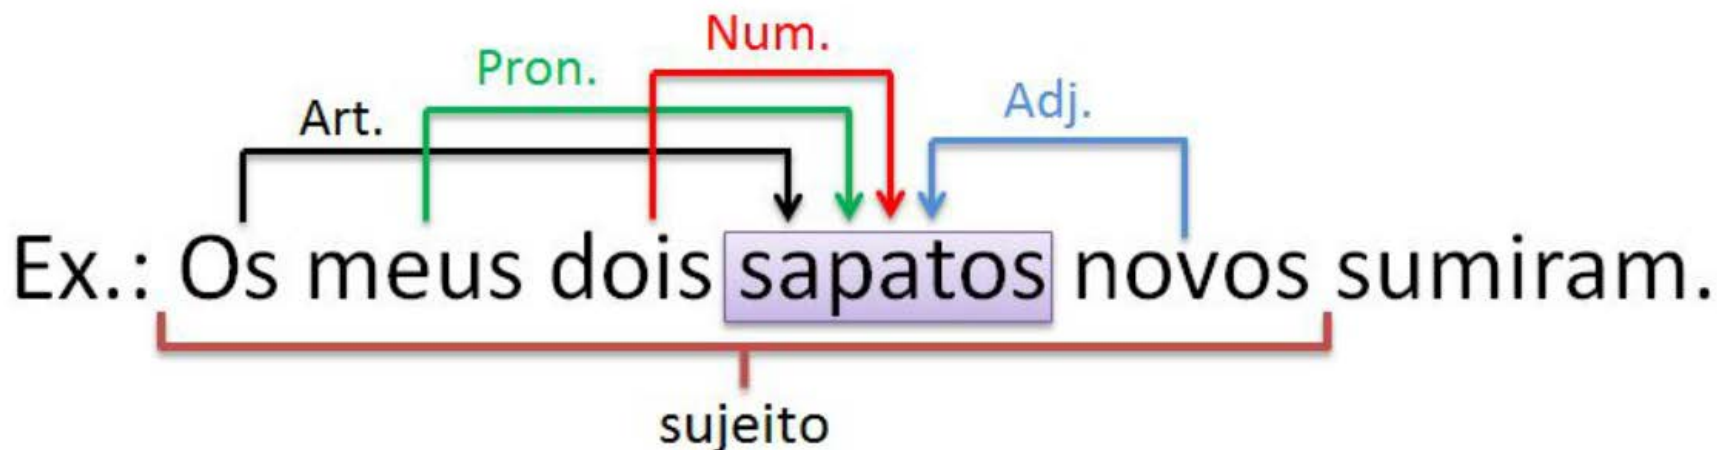 Num.
Pron.
Adj.
Art.
Ex.: Os meus dois sapatos novos sumiram.
sujeito